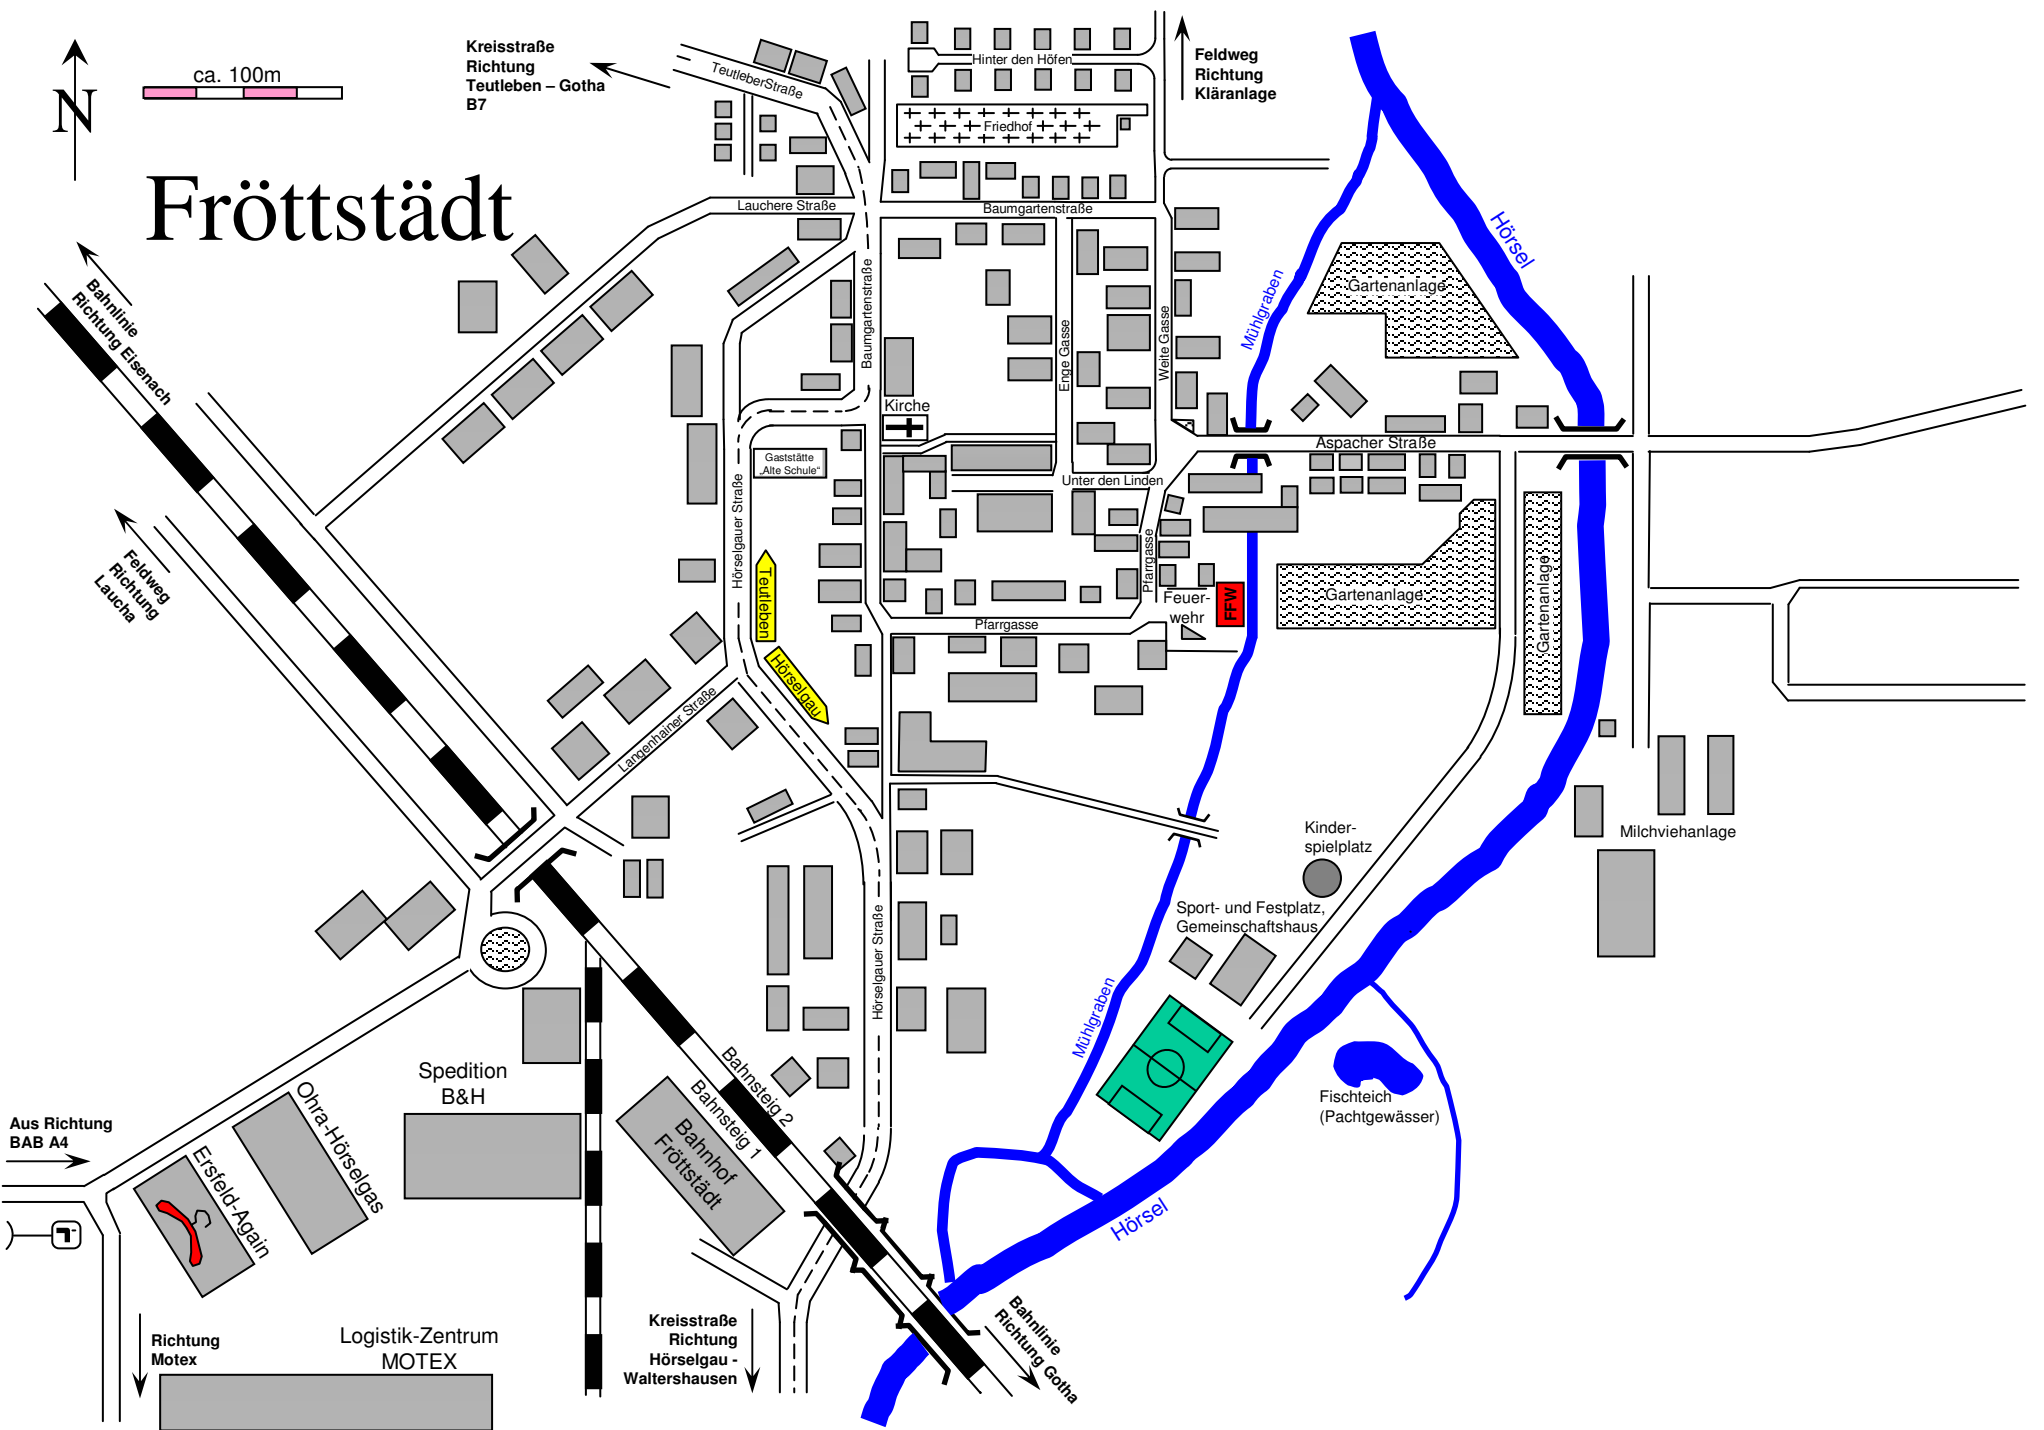 Kreisstraße
Richtung
Teutleben – Gotha
B7
TeutleberStraße
Hinter den Höfen
Feldweg
Richtung
Kläranlage
ca. 100m
N
Friedhof
Fröttstädt
Lauchere Straße
Baumgartenstraße
Hörsel
Bahnlinie
Richtung Eisenach
Baumgartenstraße
Enge Gasse
Weite Gasse
Mühlgraben
Gartenanlage
Kirche
Aspacher Straße
Gaststätte
„Alte Schule“
Unter den Linden
Hörselgauer Straße
Feldweg
Richtung
Laucha
Teutleben
Pfarrgasse
Feuer-
wehr
FFW
Gartenanlage
Gartenanlage
Pfarrgasse
Hörselgau
Langenhainer Straße
Kinder-
spielplatz
Milchviehanlage
Sport- und Festplatz,
Gemeinschaftshaus
Hörselgauer Straße
Mühlgraben
Spedition
B&H
Bahnsteig 2
Bahnsteig 1
Bahnhof
Fröttstädt
Fischteich
(Pachtgewässer)
Aus Richtung
BAB A4
Ohra-Hörselgas
Ersfeld-Again
Hörsel
Richtung
Motex
Logistik-Zentrum
MOTEX
Kreisstraße
Richtung
Hörselgau -
Waltershausen
Bahnlinie
Richtung Gotha